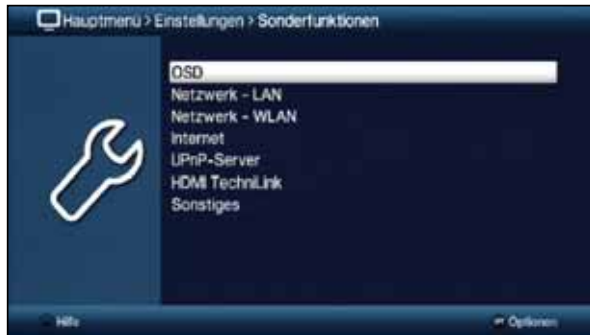 Hauptmenü > Einstellungen > Sonderfunktionen
OSD
Netzwerk - LAN
Netzwerk - WLAN
Internet
UPnP-Server
HDMI TechniLink
Sonstiges
Hilfe
Optionen